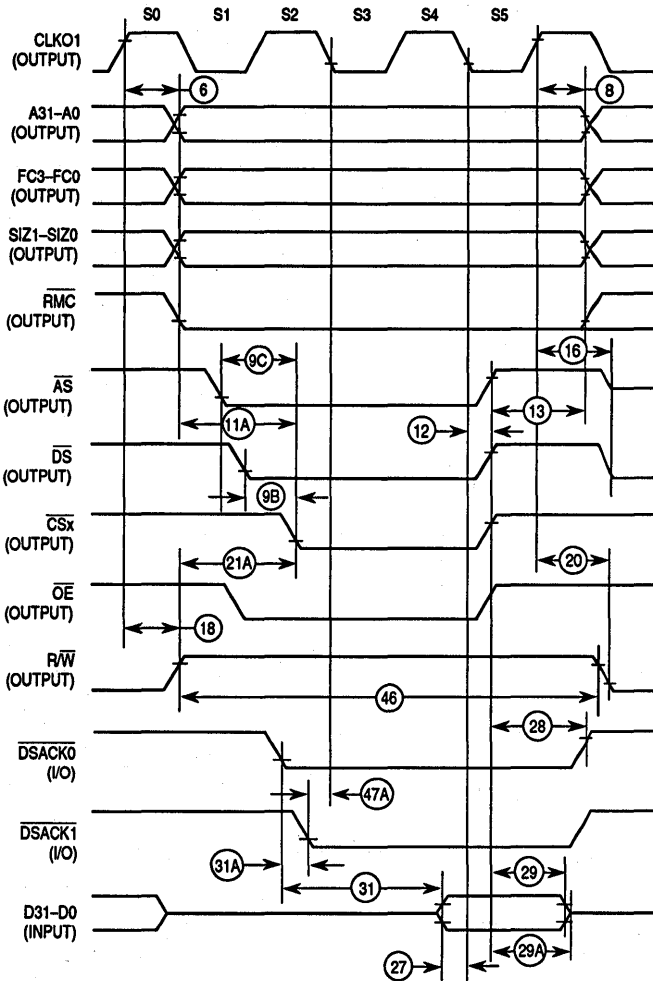 S0 S1 S2 S3 S4 S5
CLKO1
(OUTPUT)
6
8
A31–A0
(OUTPUT)
FC3–FC0
(OUTPUT)
SIZ1–SIZ0
(OUTPUT)
RMC
(OUTPUT)
16
9C
AS
(OUTPUT)
11A
12
13
DS
(OUTPUT)
9B
CSx
(OUTPUT)
21A
20
OE
(OUTPUT)
18
R/W
(OUTPUT)
46
28
DSACK0
(I/O)
47A
DSACK1
(I/O)
31A
31
29
D31–D0
(INPUT)
27
29A